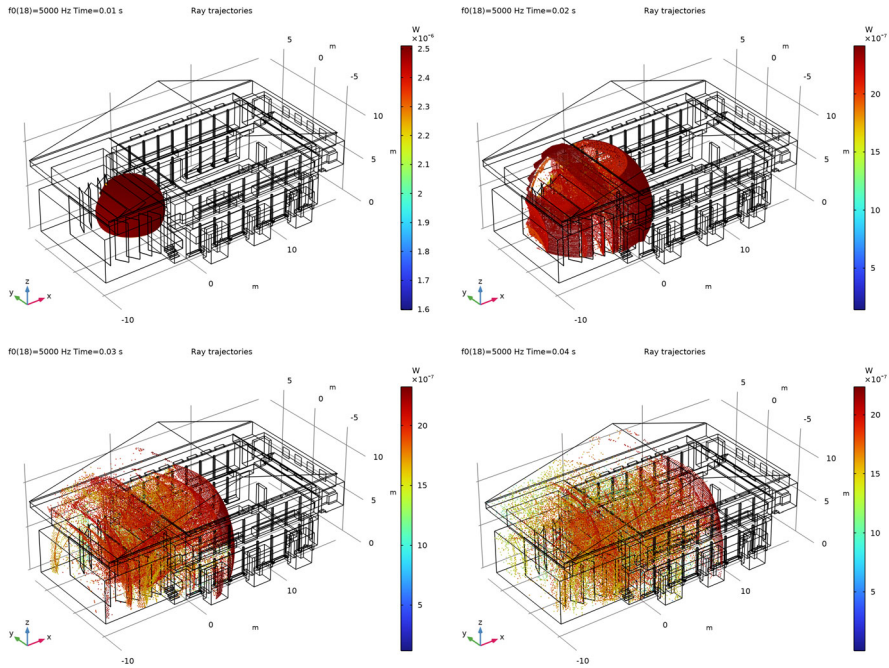 f0(18)=5000 Hz Time=0.01 s Ray trajectories
W
×10⁻⁶
2.5
2.4
2.3
2.2
2.1
2
1.9
1.8
1.7
1.6
5
m
0
-5
10
5
m
0
10
0
m
-10
z
y
x
f0(18)=5000 Hz Time=0.02 s Ray trajectories
W
×10⁻⁷
20
15
10
5
5
m
0
-5
10
5
m
0
10
0
m
-10
z
y
x
f0(18)=5000 Hz Time=0.03 s Ray trajectories
W
×10⁻⁷
20
15
10
5
5
m
0
-5
10
5
m
0
10
0
m
-10
z
y
x
f0(18)=5000 Hz Time=0.04 s Ray trajectories
W
×10⁻⁷
20
15
10
5
5
m
0
-5
10
5
m
0
10
0
m
-10
z
y
x